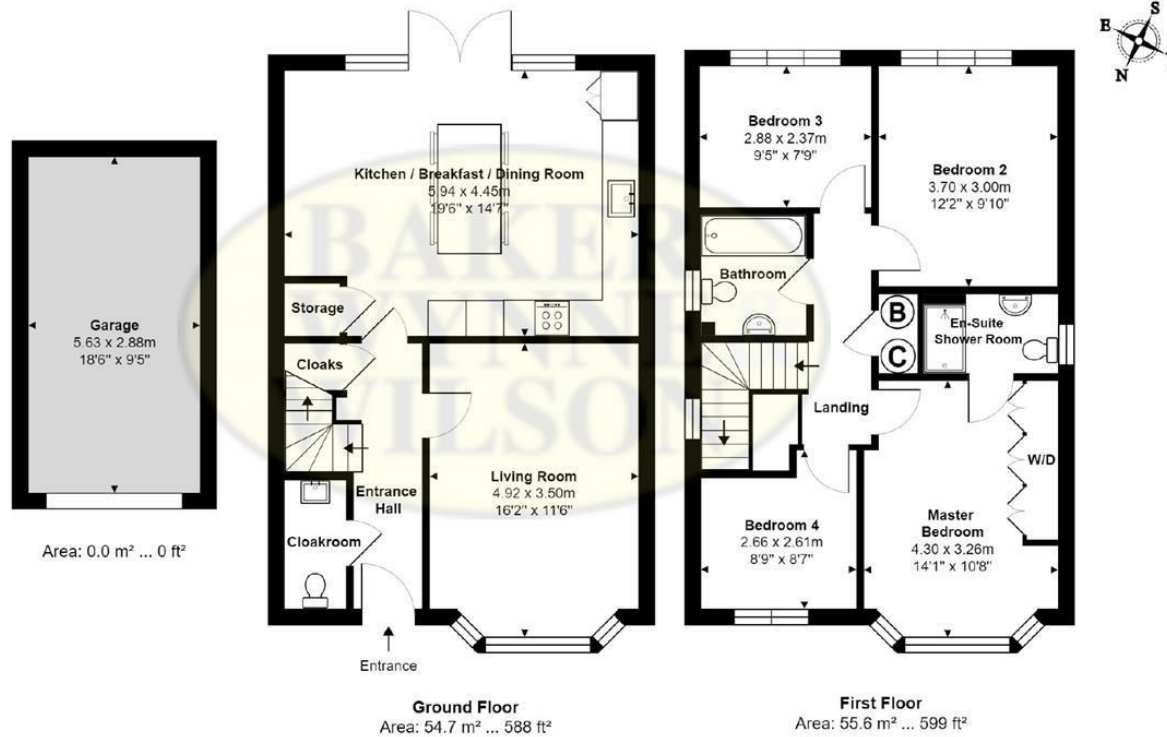 S
E
N
Garage
5.63 x 2.88m
18'6" x 9'5"
Area: 0.0 m² ... 0 ft²
Kitchen / Breakfast / Dining Room
5.94 x 4.45m
19'6" x 14'7"
Storage
Cloaks
Living Room
4.92 x 3.50m
16'2" x 11'6"
Entrance
Hall
Cloakroom
Entrance
Ground Floor
Area: 54.7 m² ... 588 ft²
Bedroom 3
2.88 x 2.37m
9'5" x 7'9"
Bedroom 2
3.70 x 3.00m
12'2" x 9'10"
Bathroom
B
C
En-Suite
Shower Room
Landing
W/D
Bedroom 4
2.66 x 2.61m
8'9" x 8'7"
Master
Bedroom
4.30 x 3.26m
14'1" x 10'8"
First Floor
Area: 55.6 m² ... 599 ft²
BAKER
WYNNE
WILSON